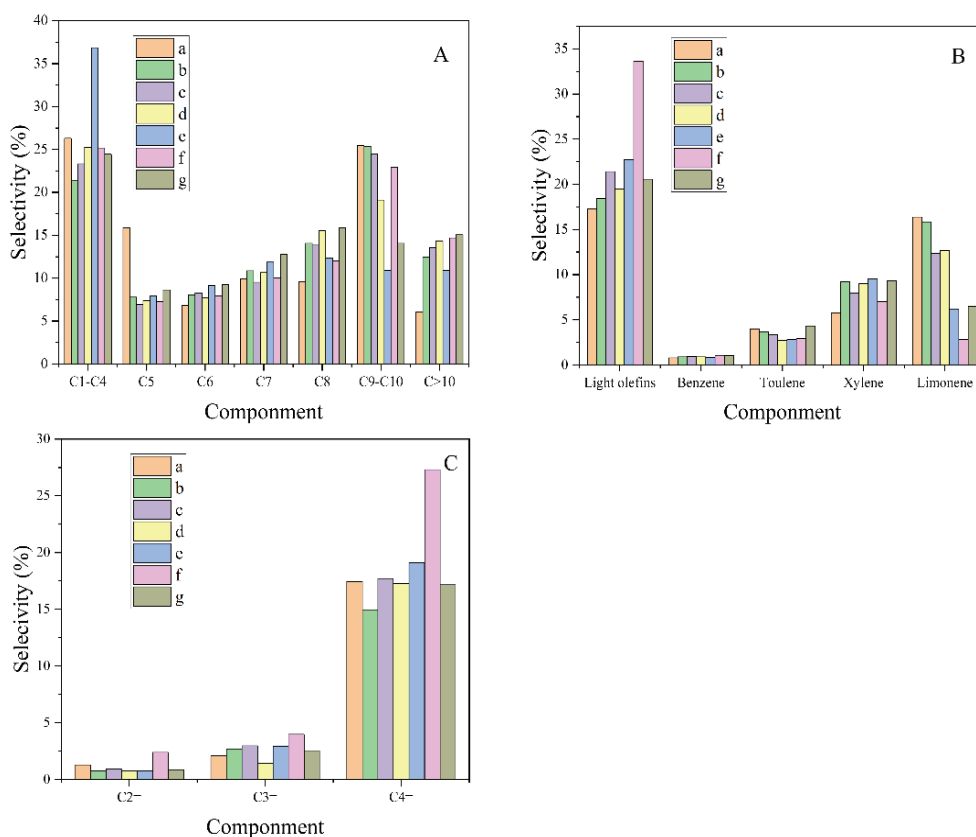 A
40
35
30
25
20
15
10
5
0
Selectivity (%)
a
b
c
d
e
f
g
C1-C4 C5 C6 C7 C8 C9-C10 C>10
Componment
B
35
30
25
20
15
10
5
0
Selectivity (%)
a
b
c
d
e
f
g
Light olefins Benzene Toulene Xylene Limonene
Componment
C
30
25
20
15
10
5
0
Selecivity (%)
a
b
c
d
e
f
g
C2= C3= C4=
Componment